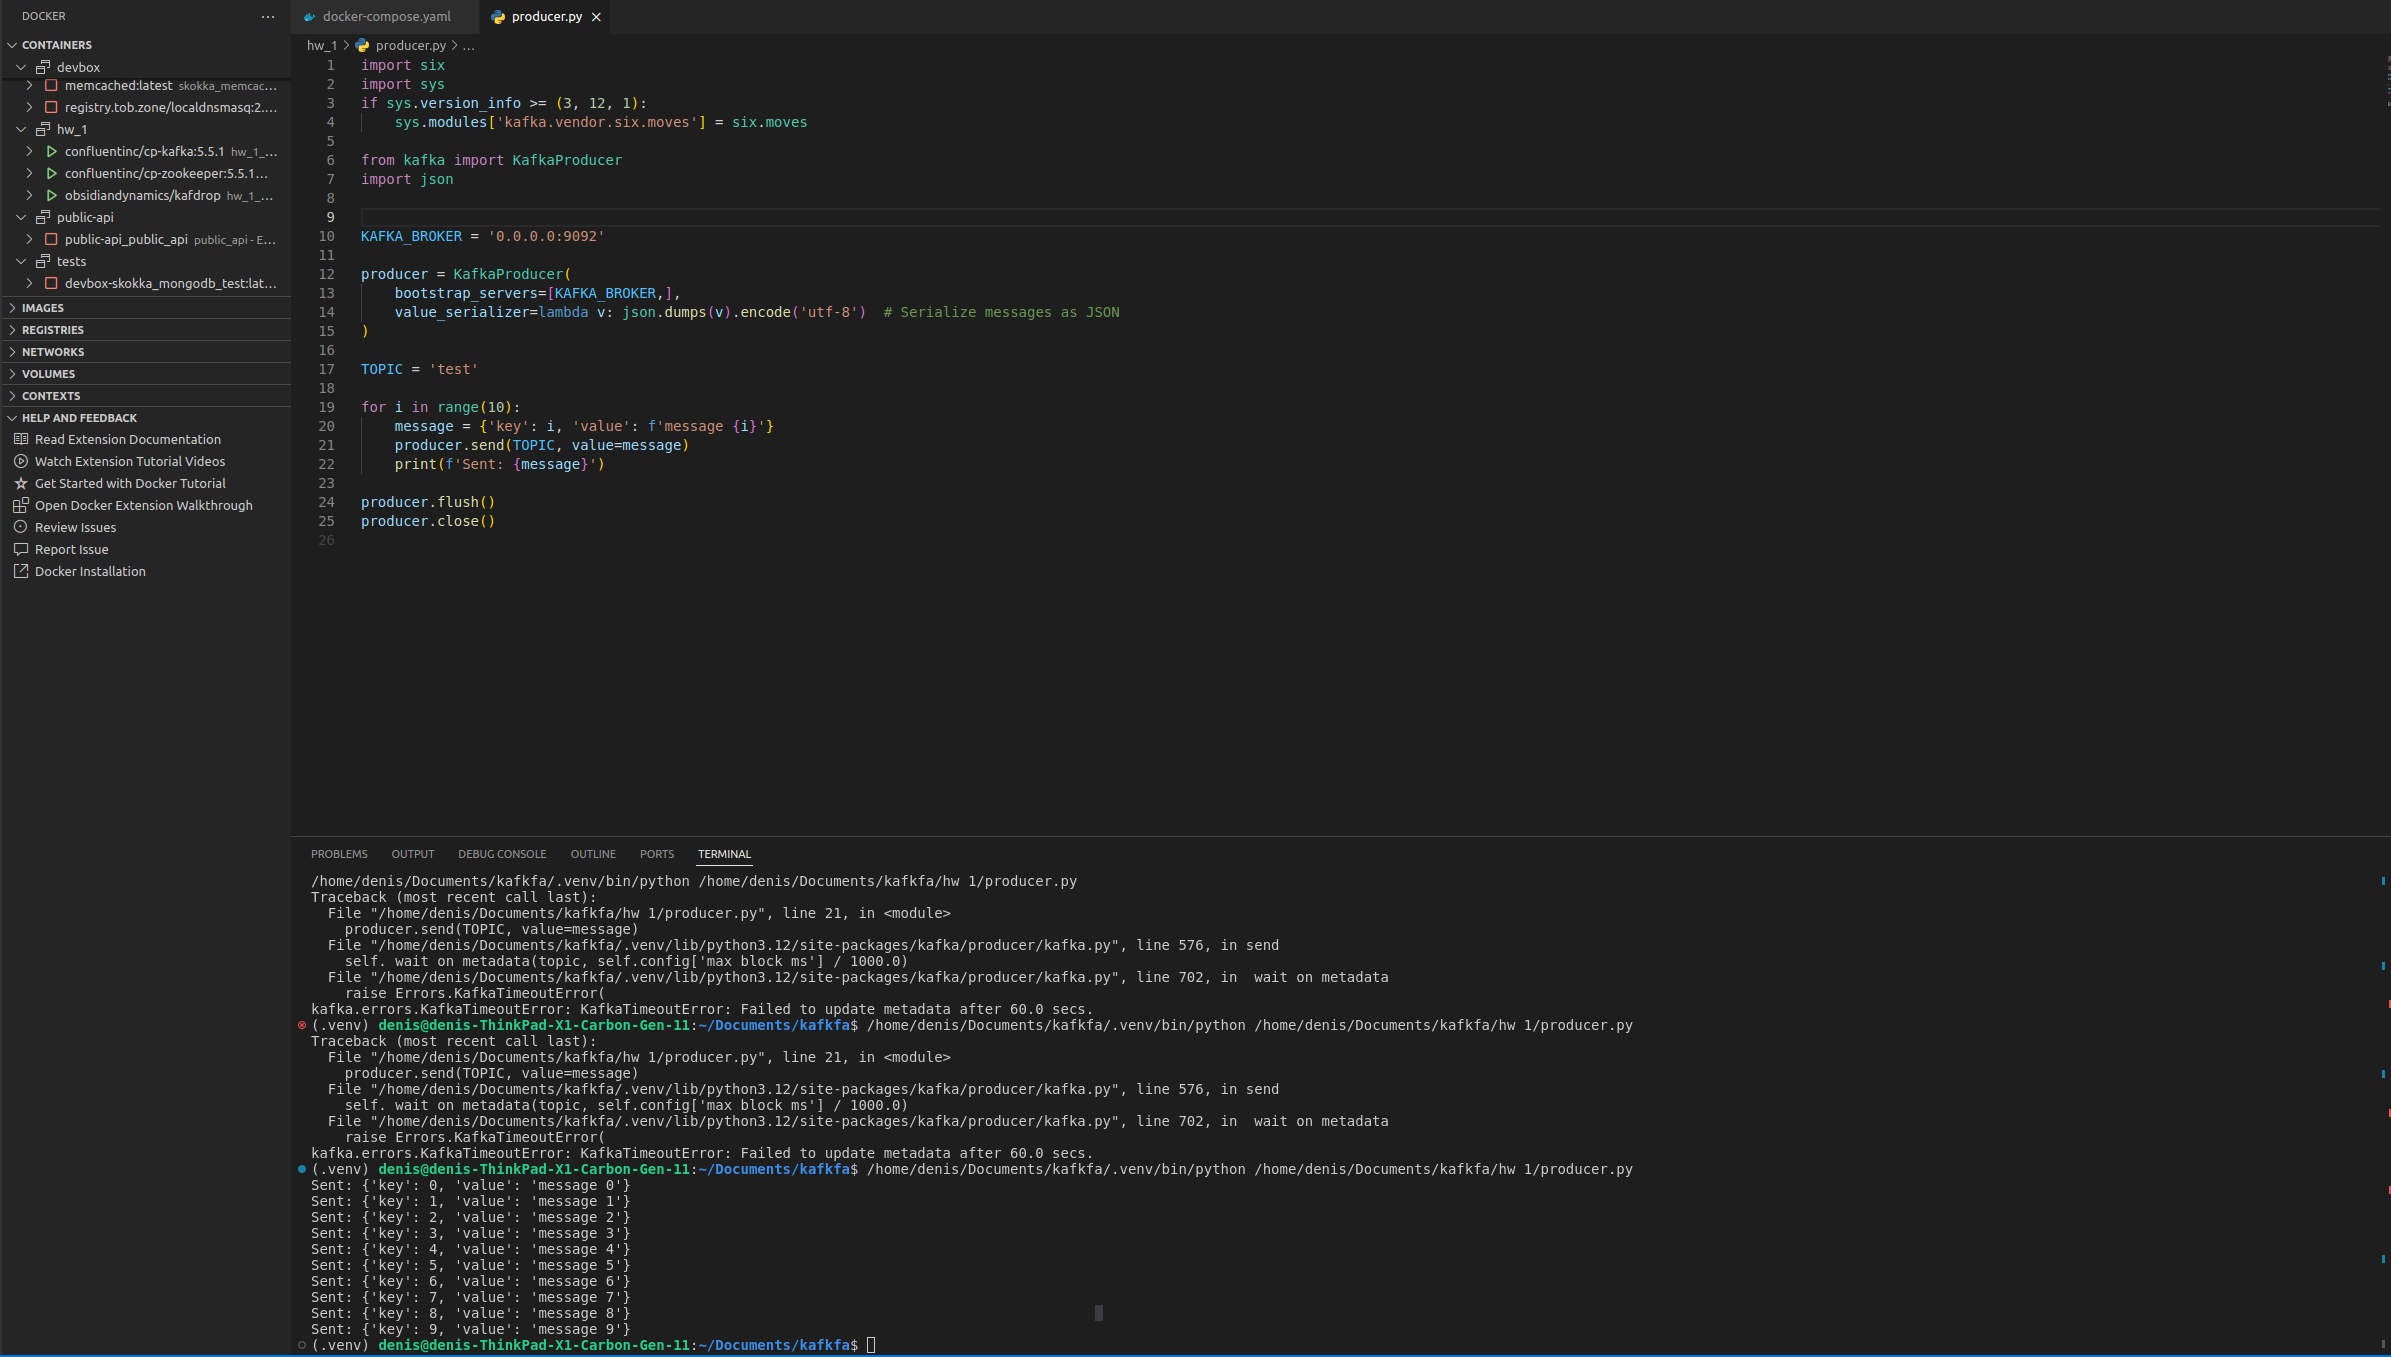 DOCKER
CONTAINERS
devbox
memcached:latest skokka_memcac...
registry.tob.zone/localdnsmasq:2....
hw_1
confluentinc/cp-kafka:5.5.1 hw_1_...
confluentinc/cp-zookeeper:5.5.1...
obsidiandynamics/kafdrop hw_1_...
public-api
public-api_public_api public_api - E...
tests
devbox-skokka_mongodb_test:lat...
IMAGES
REGISTRIES
NETWORKS
VOLUMES
CONTEXTS
HELP AND FEEDBACK
Read Extension Documentation
Watch Extension Tutorial Videos
Get Started with Docker Tutorial
Open Docker Extension Walkthrough
Review Issues
Report Issue
Docker Installation
docker-compose.yaml producer.py
hw_1 > producer.py > ...
1 import six
2 import sys
3 if sys.version_info >= (3, 12, 1):
4 sys.modules['kafka.vendor.six.moves'] = six.moves
5
6 from kafka import KafkaProducer
7 import json
8
9
10 KAFKA_BROKER = '0.0.0.0:9092'
11
12 producer = KafkaProducer(
13 bootstrap_servers=[KAFKA_BROKER,],
14 value_serializer=lambda v: json.dumps(v).encode('utf-8')  # Serialize messages as JSON
15 )
16
17 TOPIC = 'test'
18
19 for i in range(10):
20 message = {'key': i, 'value': f'message {i}'}
21 producer.send(TOPIC, value=message)
22 print(f'Sent: {message}')
23
24 producer.flush()
25 producer.close()
26
PROBLEMS OUTPUT DEBUG CONSOLE OUTLINE PORTS TERMINAL
/home/denis/Documents/kafkfa/.venv/bin/python /home/denis/Documents/kafkfa/hw 1/producer.py
Traceback (most recent call last):
File "/home/denis/Documents/kafkfa/hw 1/producer.py", line 21, in <module>
producer.send(TOPIC, value=message)
File "/home/denis/Documents/kafkfa/.venv/lib/python3.12/site-packages/kafka/producer/kafka.py", line 576, in send
self. wait on metadata(topic, self.config['max block ms'] / 1000.0)
File "/home/denis/Documents/kafkfa/.venv/lib/python3.12/site-packages/kafka/producer/kafka.py", line 702, in  wait on metadata
raise Errors.KafkaTimeoutError(
kafka.errors.KafkaTimeoutError: KafkaTimeoutError: Failed to update metadata after 60.0 secs.
(.venv) denis@denis-ThinkPad-X1-Carbon-Gen-11:~/Documents/kafkfa$ /home/denis/Documents/kafkfa/.venv/bin/python /home/denis/Documents/kafkfa/hw 1/producer.py
Traceback (most recent call last):
File "/home/denis/Documents/kafkfa/hw 1/producer.py", line 21, in <module>
producer.send(TOPIC, value=message)
File "/home/denis/Documents/kafkfa/.venv/lib/python3.12/site-packages/kafka/producer/kafka.py", line 576, in send
self. wait on metadata(topic, self.config['max block ms'] / 1000.0)
File "/home/denis/Documents/kafkfa/.venv/lib/python3.12/site-packages/kafka/producer/kafka.py", line 702, in  wait on metadata
raise Errors.KafkaTimeoutError(
kafka.errors.KafkaTimeoutError: KafkaTimeoutError: Failed to update metadata after 60.0 secs.
(.venv) denis@denis-ThinkPad-X1-Carbon-Gen-11:~/Documents/kafkfa$ /home/denis/Documents/kafkfa/.venv/bin/python /home/denis/Documents/kafkfa/hw 1/producer.py
Sent: {'key': 0, 'value': 'message 0'}
Sent: {'key': 1, 'value': 'message 1'}
Sent: {'key': 2, 'value': 'message 2'}
Sent: {'key': 3, 'value': 'message 3'}
Sent: {'key': 4, 'value': 'message 4'}
Sent: {'key': 5, 'value': 'message 5'}
Sent: {'key': 6, 'value': 'message 6'}
Sent: {'key': 7, 'value': 'message 7'}
Sent: {'key': 8, 'value': 'message 8'}
Sent: {'key': 9, 'value': 'message 9'}
(.venv) denis@denis-ThinkPad-X1-Carbon-Gen-11:~/Documents/kafkfa$